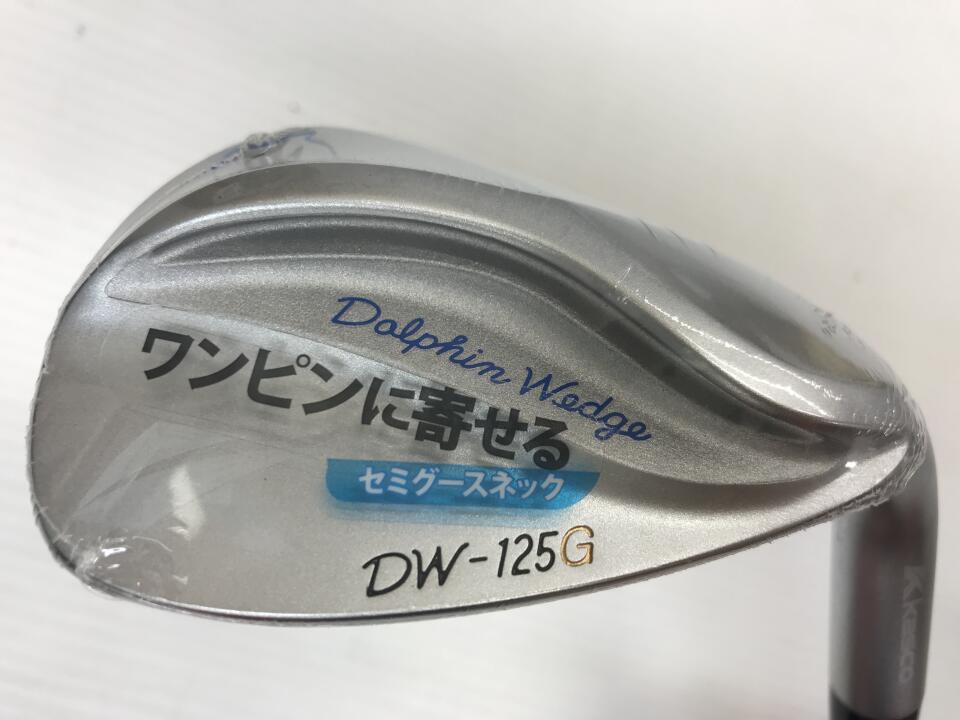 Dolphin Wedge
ワンピンに寄せる
セミグースネック
DW-125G
Kasco